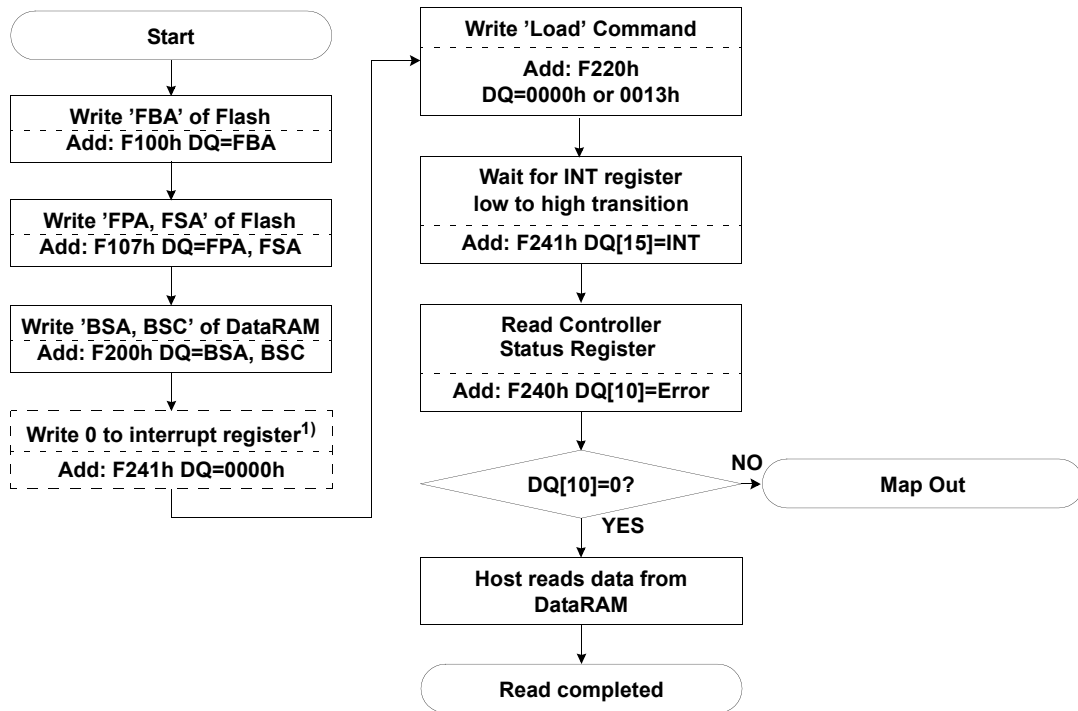 Start
Write ’FBA’ of Flash
Add: F100h DQ=FBA
Write ’FPA, FSA’ of Flash
Add: F107h DQ=FPA, FSA
Write ’BSA, BSC’ of DataRAM
Add: F200h DQ=BSA, BSC
Write 0 to interrupt register1)
Add: F241h DQ=0000h
Write ’Load’ Command
Add: F220h
DQ=0000h or 0013h
Wait for INT register
low to high transition
Add: F241h DQ[15]=INT
Read Controller
Status Register
Add: F240h DQ[10]=Error
DQ[10]=0?
NO
Map Out
YES
Host reads data from
DataRAM
Read completed